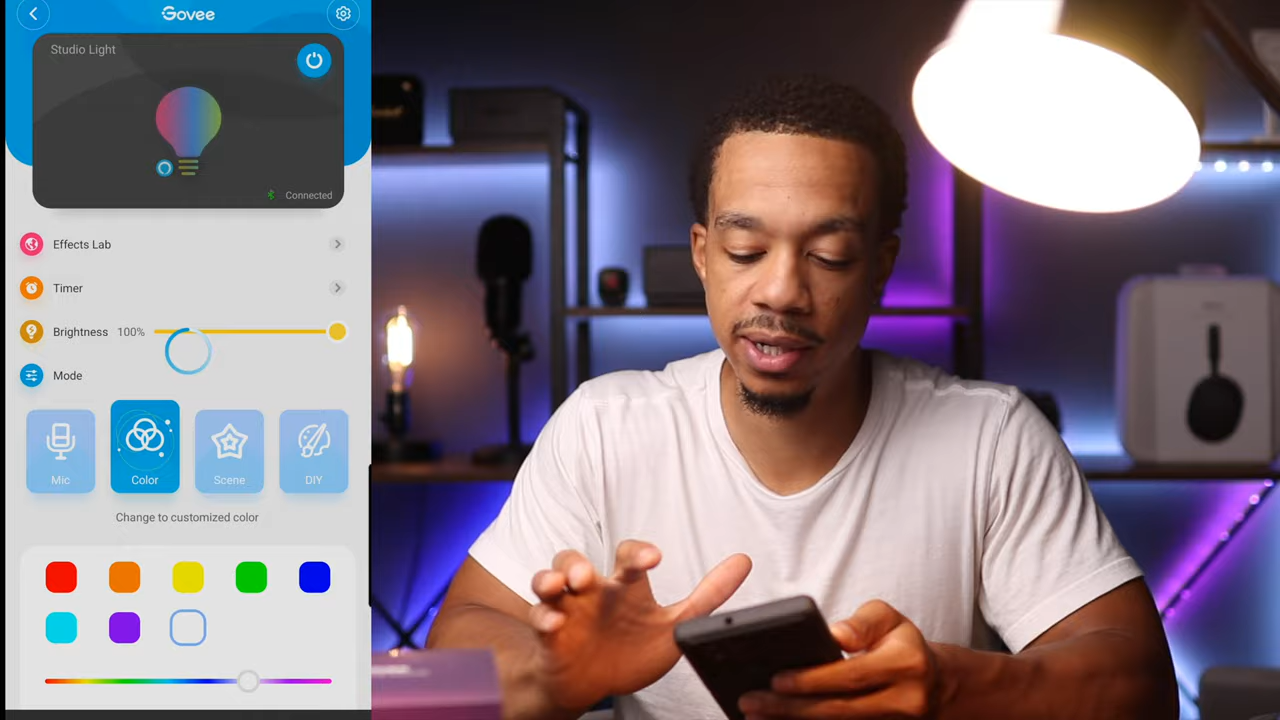 Govee
Studio Light
Connected
Effects Lab
Timer
Brightness 100%
Mode
Mic
Color
Scene
DIY
Change to customized color